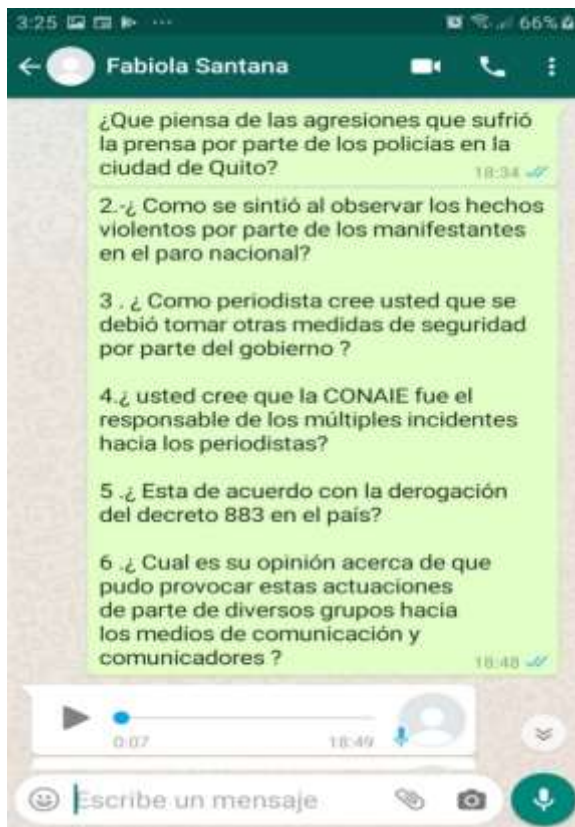 3:25 66%
Fabiola Santana
¿Que piensa de las agresiones que sufrió
la prensa por parte de los policías en la
ciudad de Quito?
18:34
2.-¿ Como se sintió al observar los hechos
violentos por parte de los manifestantes
en el paro nacional?
3 . ¿ Como periodista cree usted que se
debió tomar otras medidas de seguridad
por parte del gobierno ?
4.¿ usted cree que la CONAIE fue el
responsable de los múltiples incidentes
hacia los periodistas?
5 .¿ Esta de acuerdo con la derogación
del decreto 883 en el país?
6 .¿ Cual es su opinión acerca de que
pudo provocar estas actuaciones
de parte de diversos grupos hacia
los medios de comunicación y
comunicadores ?
18:48
0:07 18:49
Escribe un mensaje